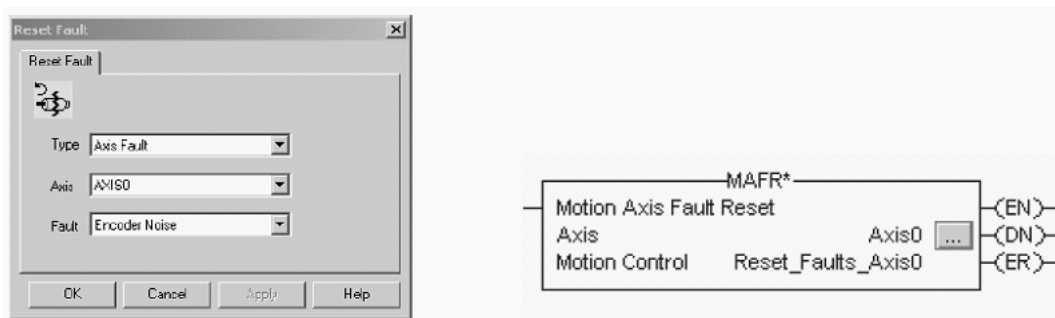 Reset Fault
Reset Fault
Type Axis Fault
Axis AXIS0
Fault Encoder Noise
OK Cancel Apply Help
MAFR*
Motion Axis Fault Reset (EN)
Axis Axis0 ... (DN)
Motion Control Reset_Faults_Axis0 (ER)